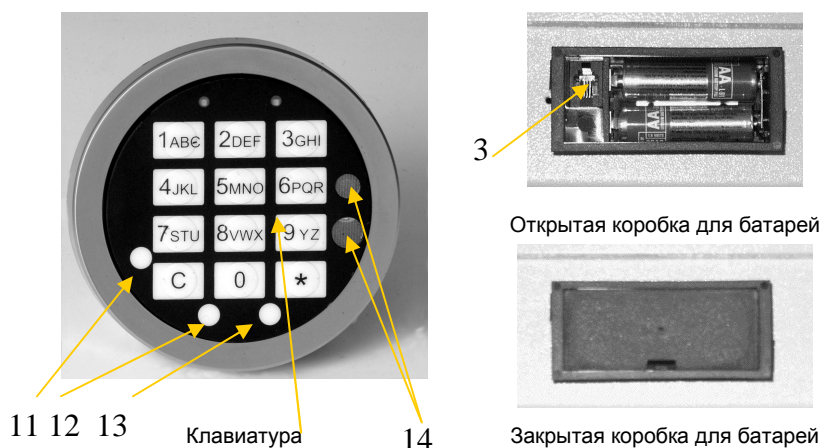 1ABC 2DEF 3GHI
4JKL 5MNO 6PQR
7STU 8VWX 9YZ
C 0 *
11 12 13
Клавиатура
14
3
AA
AA
Открытая коробка для батарей
Закрытая коробка для батарей